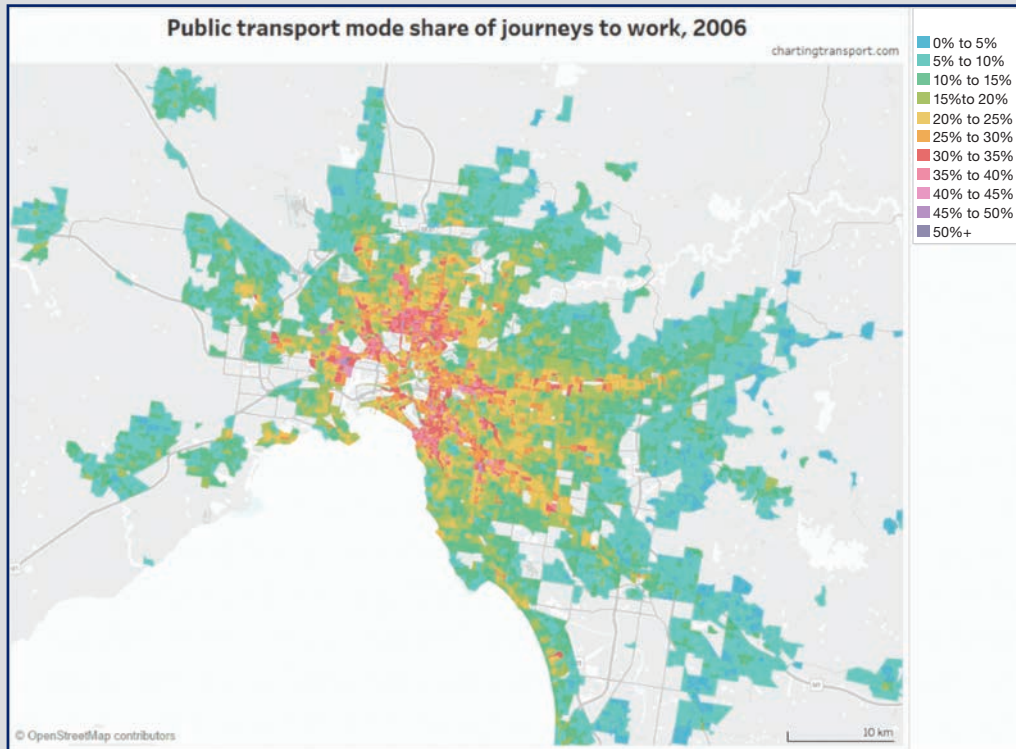 Public transport mode share of journeys to work, 2006
chartingtransport.com
0% to 5%
5% to 10%
10% to 15%
15%to 20%
20% to 25%
25% to 30%
30% to 35%
35% to 40%
40% to 45%
45% to 50%
50%+
© OpenStreetMap contributors
10 km